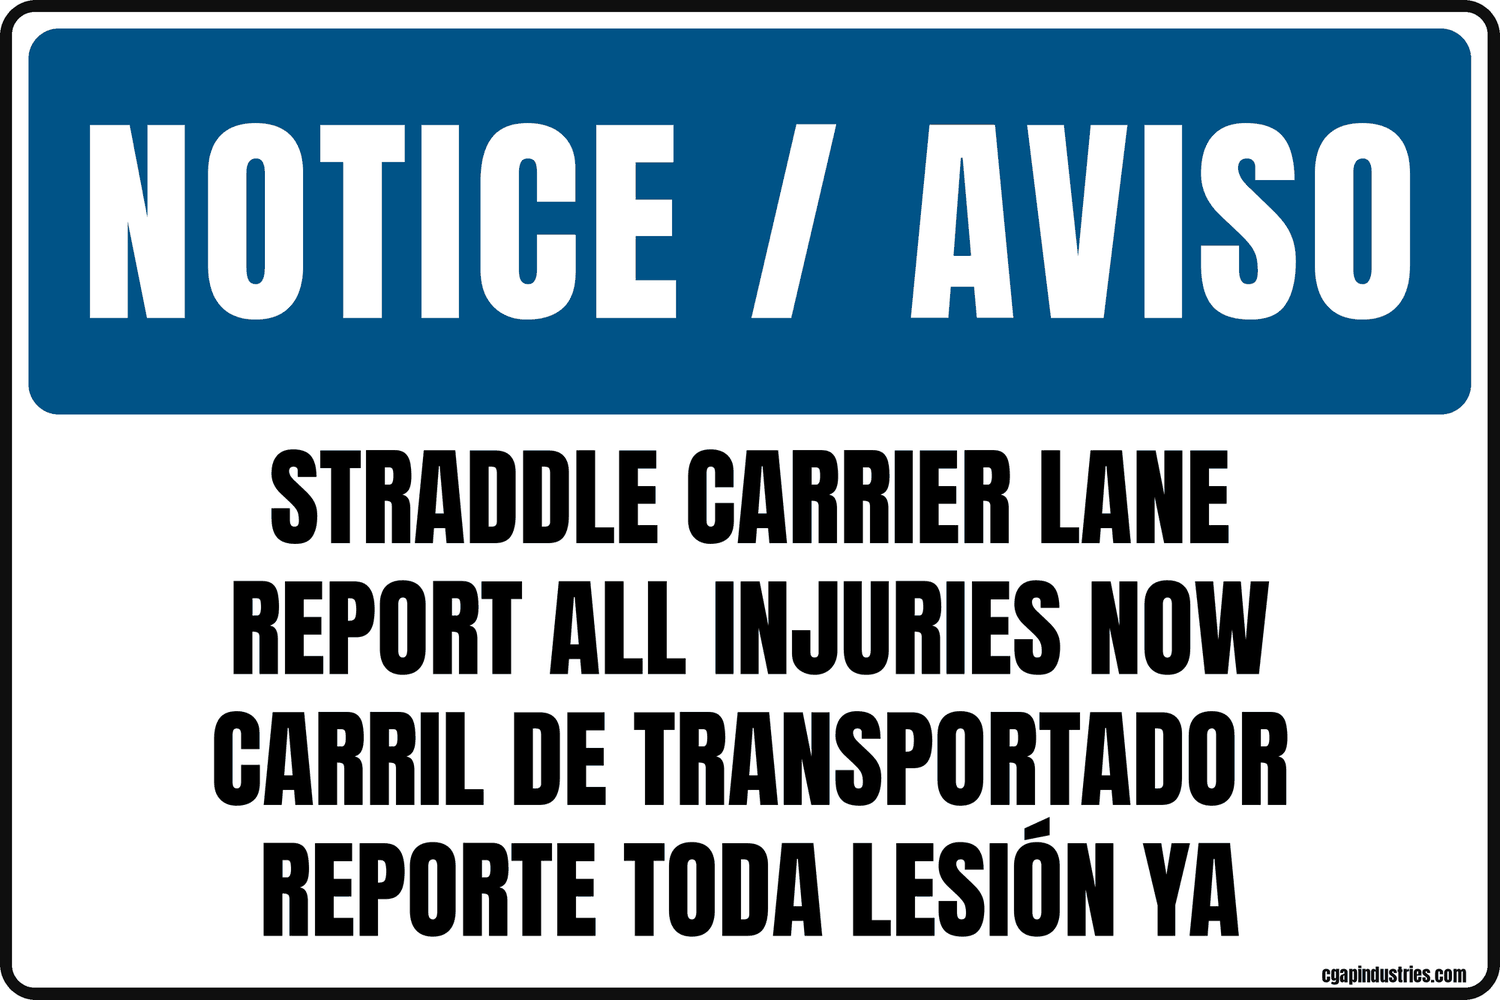 NOTICE / AVISO
STRADDLE CARRIER LANE
REPORT ALL INJURIES NOW
CARRIL DE TRANSPORTADOR
REPORTE TODA LESIÓN YA
cgapindustries.com